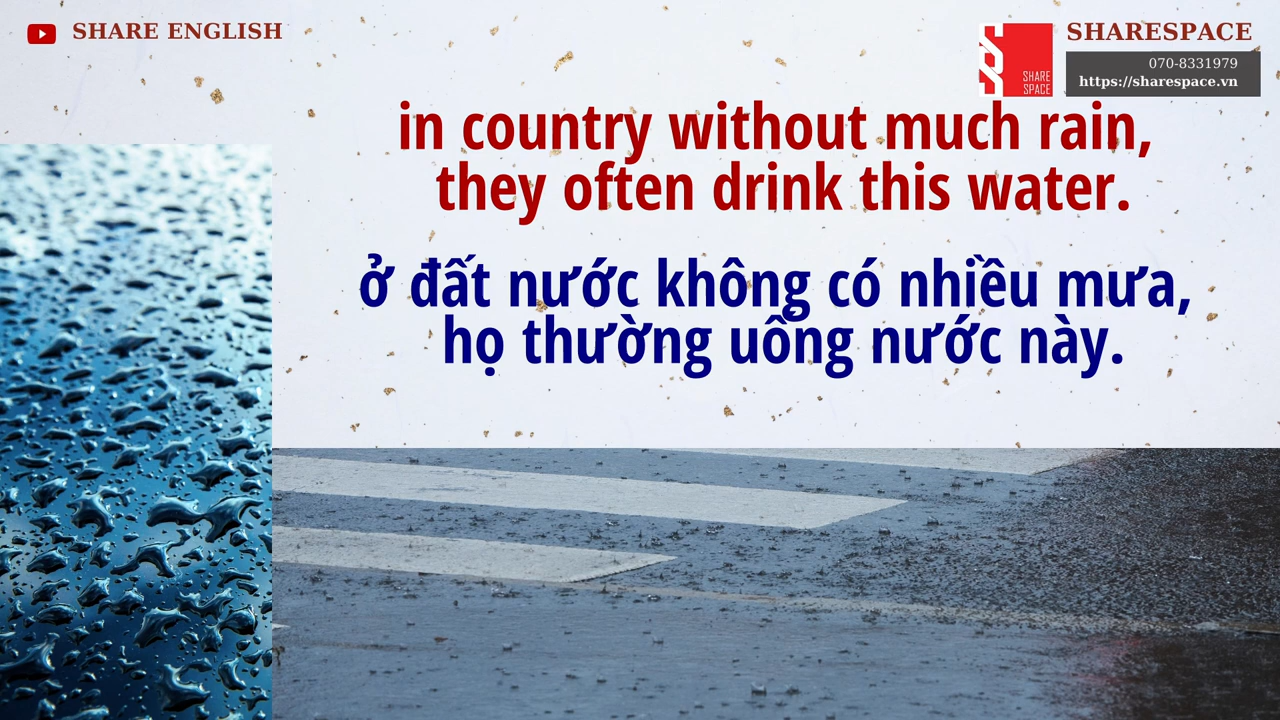 SHARE ENGLISH
SHARESPACE
070-8331979
https://sharespace.vn
SHARE
SPACE
in country without much rain,
they often drink this water.
ở đất nước không có nhiều mưa,
họ thường uống nước này.